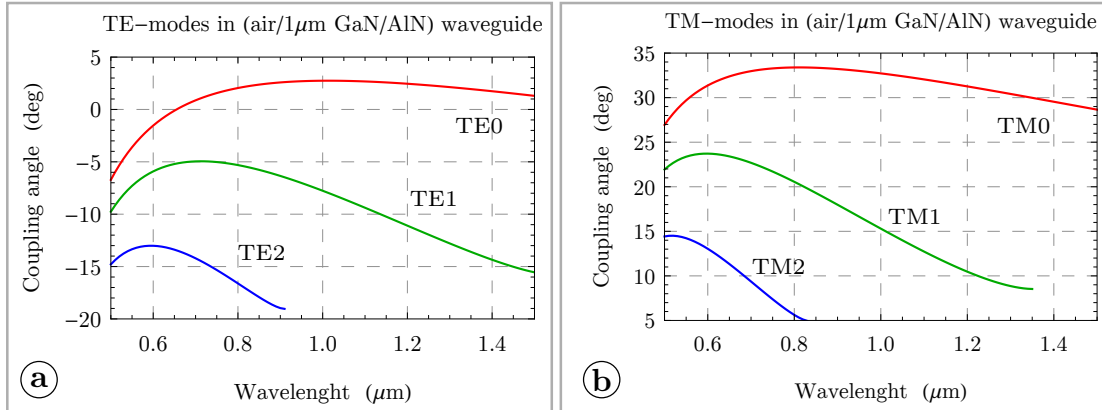 TE−modes in (air/1μm GaN/AlN) waveguide
5
0
−5
−10
−15
−20
Coupling angle (deg)
TE0
TE1
TE2
0.6 0.8 1.0 1.2 1.4
Wavelenght (μm)
a
TM−modes in (air/1μm GaN/AlN) waveguide
35
30
25
20
15
10
5
Coupling angle (deg)
TM0
TM1
TM2
0.6 0.8 1.0 1.2 1.4
Wavelenght (μm)
b